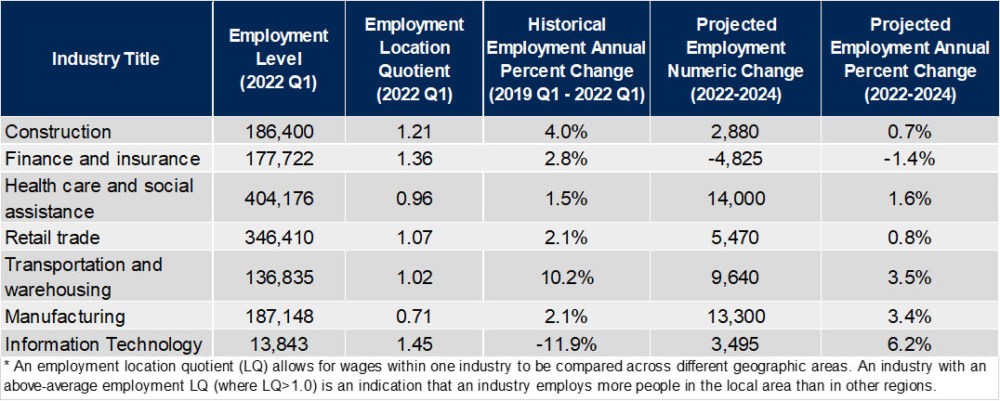 Industry Title Employment Level (2022 Q1) Employment Location Quotient (2022 Q1) Historical Employment Annual Percent Change (2019 Q1 - 2022 Q1) Projected Employment Numeric Change (2022-2024) Projected Employment Annual Percent Change (2022-2024)
Construction 186,400 1.21 4.0% 2,880 0.7%
Finance and insurance 177,722 1.36 2.8% -4,825 -1.4%
Health care and social assistance 404,176 0.96 1.5% 14,000 1.6%
Retail trade 346,410 1.07 2.1% 5,470 0.8%
Transportation and warehousing 136,835 1.02 10.2% 9,640 3.5%
Manufacturing 187,148 0.71 2.1% 13,300 3.4%
Information Technology 13,843 1.45 -11.9% 3,495 6.2%
* An employment location quotient (LQ) allows for wages within one industry to be compared across different geographic areas. An industry with an
above-average employment LQ (where LQ>1.0) is an indication that an industry employs more people in the local area than in other regions.